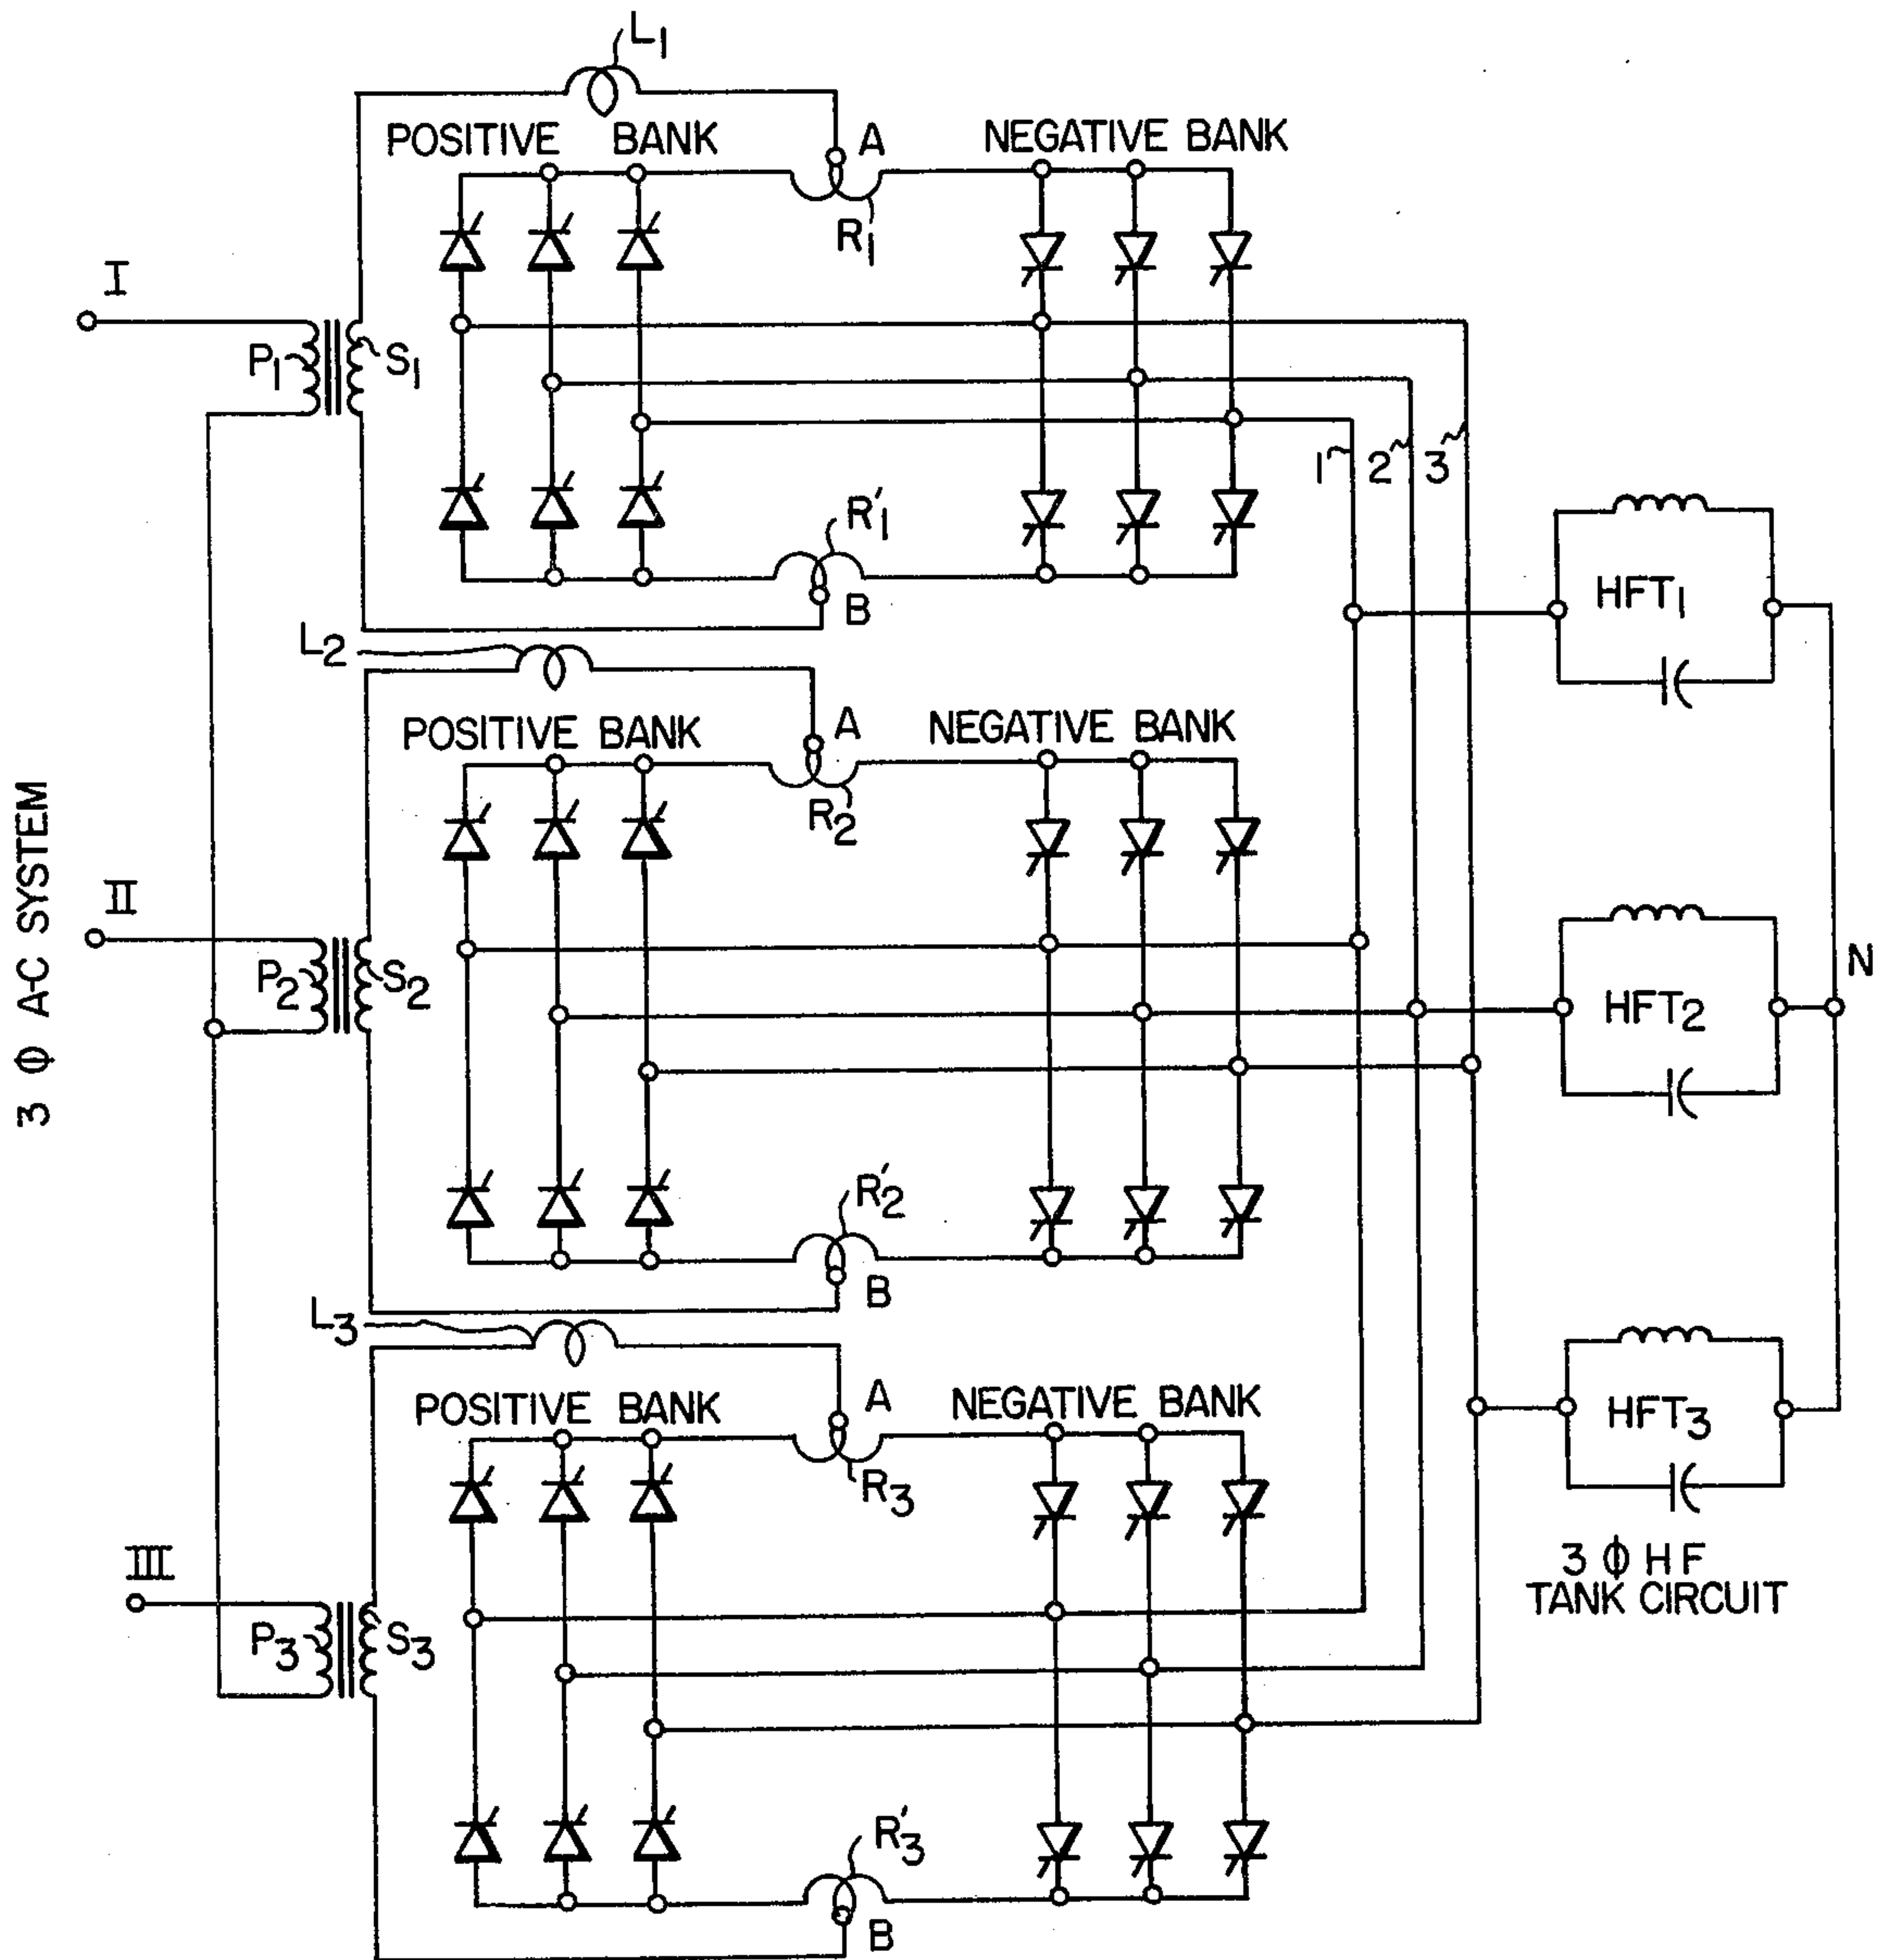 L1
POSITIVE BANK
A
NEGATIVE BANK
R'1
I
P1
S1
1
2
3
R'1
B
HFT1
L2
POSITIVE BANK
A
NEGATIVE BANK
R2
3 Φ A-C SYSTEM
II
P2
S2
HFT2
N
R'2
B
L3
POSITIVE BANK
A
NEGATIVE BANK
R3
HFT3
III
3 Φ HF
TANK CIRCUIT
P3
S3
R'3
B